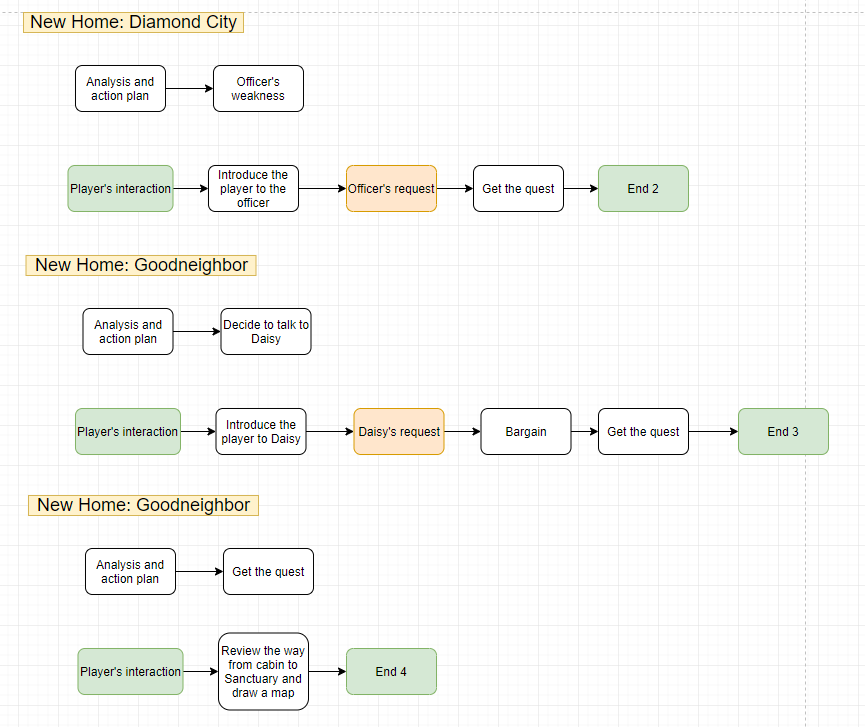 New Home: Diamond City
Analysis and
action plan
Officer's
weakness
Player's interaction
Introduce the
player to the
officer
Officer's request
Get the quest
End 2
New Home: Goodneighbor
Analysis and
action plan
Decide to talk to
Daisy
Player's interaction
Introduce the
player to Daisy
Daisy's request
Bargain
Get the quest
End 3
New Home: Goodneighbor
Analysis and
action plan
Get the quest
Player's interaction
Review the way
from cabin to
Sanctuary and
draw a map
End 4